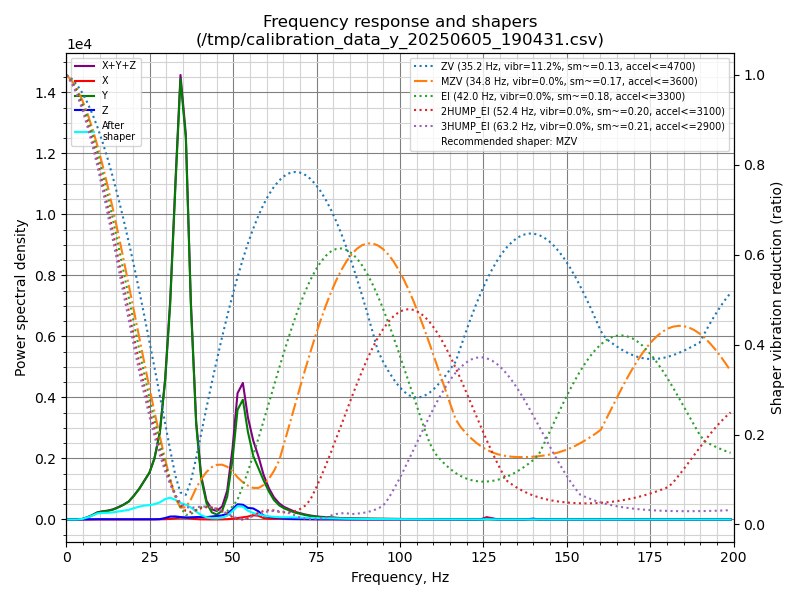 Frequency response and shapers
(/tmp/calibration_data_y_20250605_190431.csv)
1e4
X+Y+Z
X
Y
Z
After
shaper
ZV (35.2 Hz, vibr=11.2%, sm~=0.13, accel<=4700)
MZV (34.8 Hz, vibr=0.0%, sm~=0.17, accel<=3600)
EI (42.0 Hz, vibr=0.0%, sm~=0.18, accel<=3300)
2HUMP_EI (52.4 Hz, vibr=0.0%, sm~=0.20, accel<=3100)
3HUMP_EI (63.2 Hz, vibr=0.0%, sm~=0.21, accel<=2900)
Recommended shaper: MZV
Power spectral density
1.4
1.2
1.0
0.8
0.6
0.4
0.2
0.0
1.0
0.8
0.6
0.4
0.2
0.0
Shaper vibration reduction (ratio)
0 25 50 75 100 125 150 175 200
Frequency, Hz